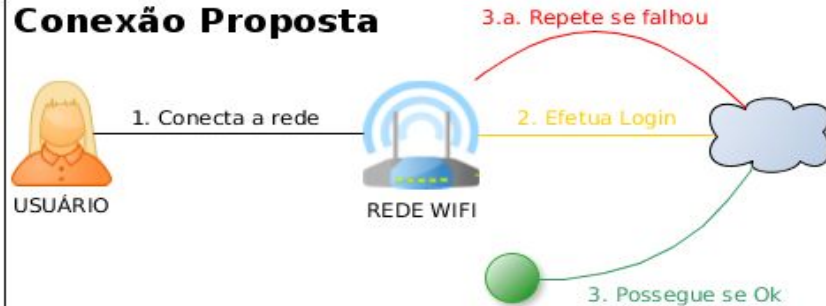 Conexão Proposta
3.a. Repete se falhou
1. Conecta a rede
2. Efetua Login
USUÁRIO
REDE WIFI
3. Possegue se Ok